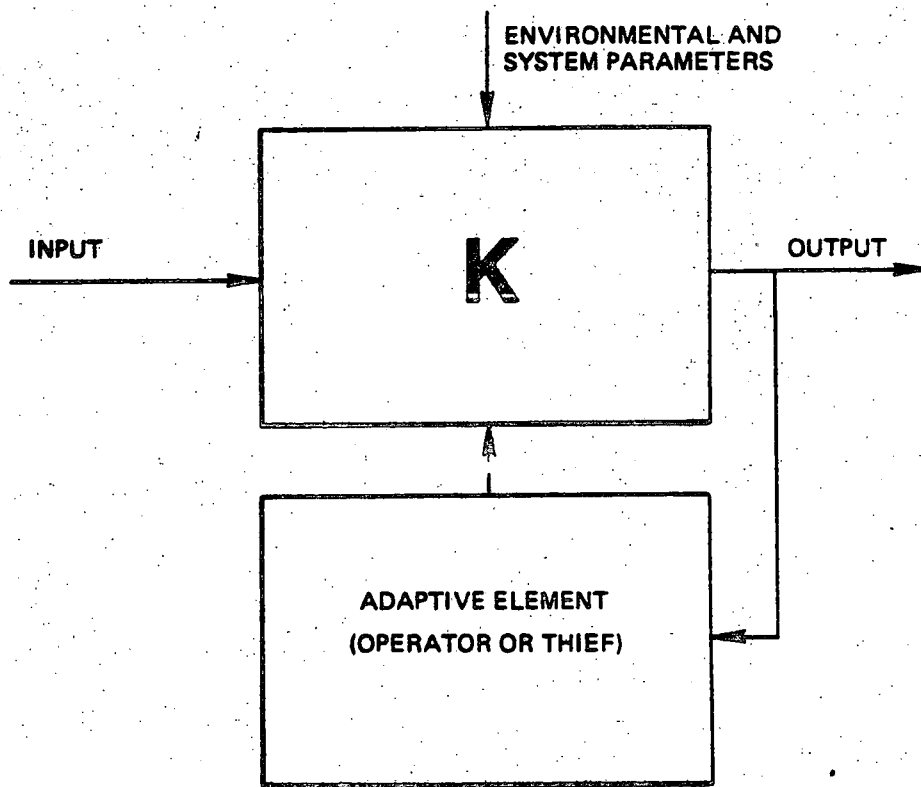 ENVIRONMENTAL AND
SYSTEM PARAMETERS
INPUT
K
OUTPUT
ADAPTIVE ELEMENT
(OPERATOR OR THIEF)